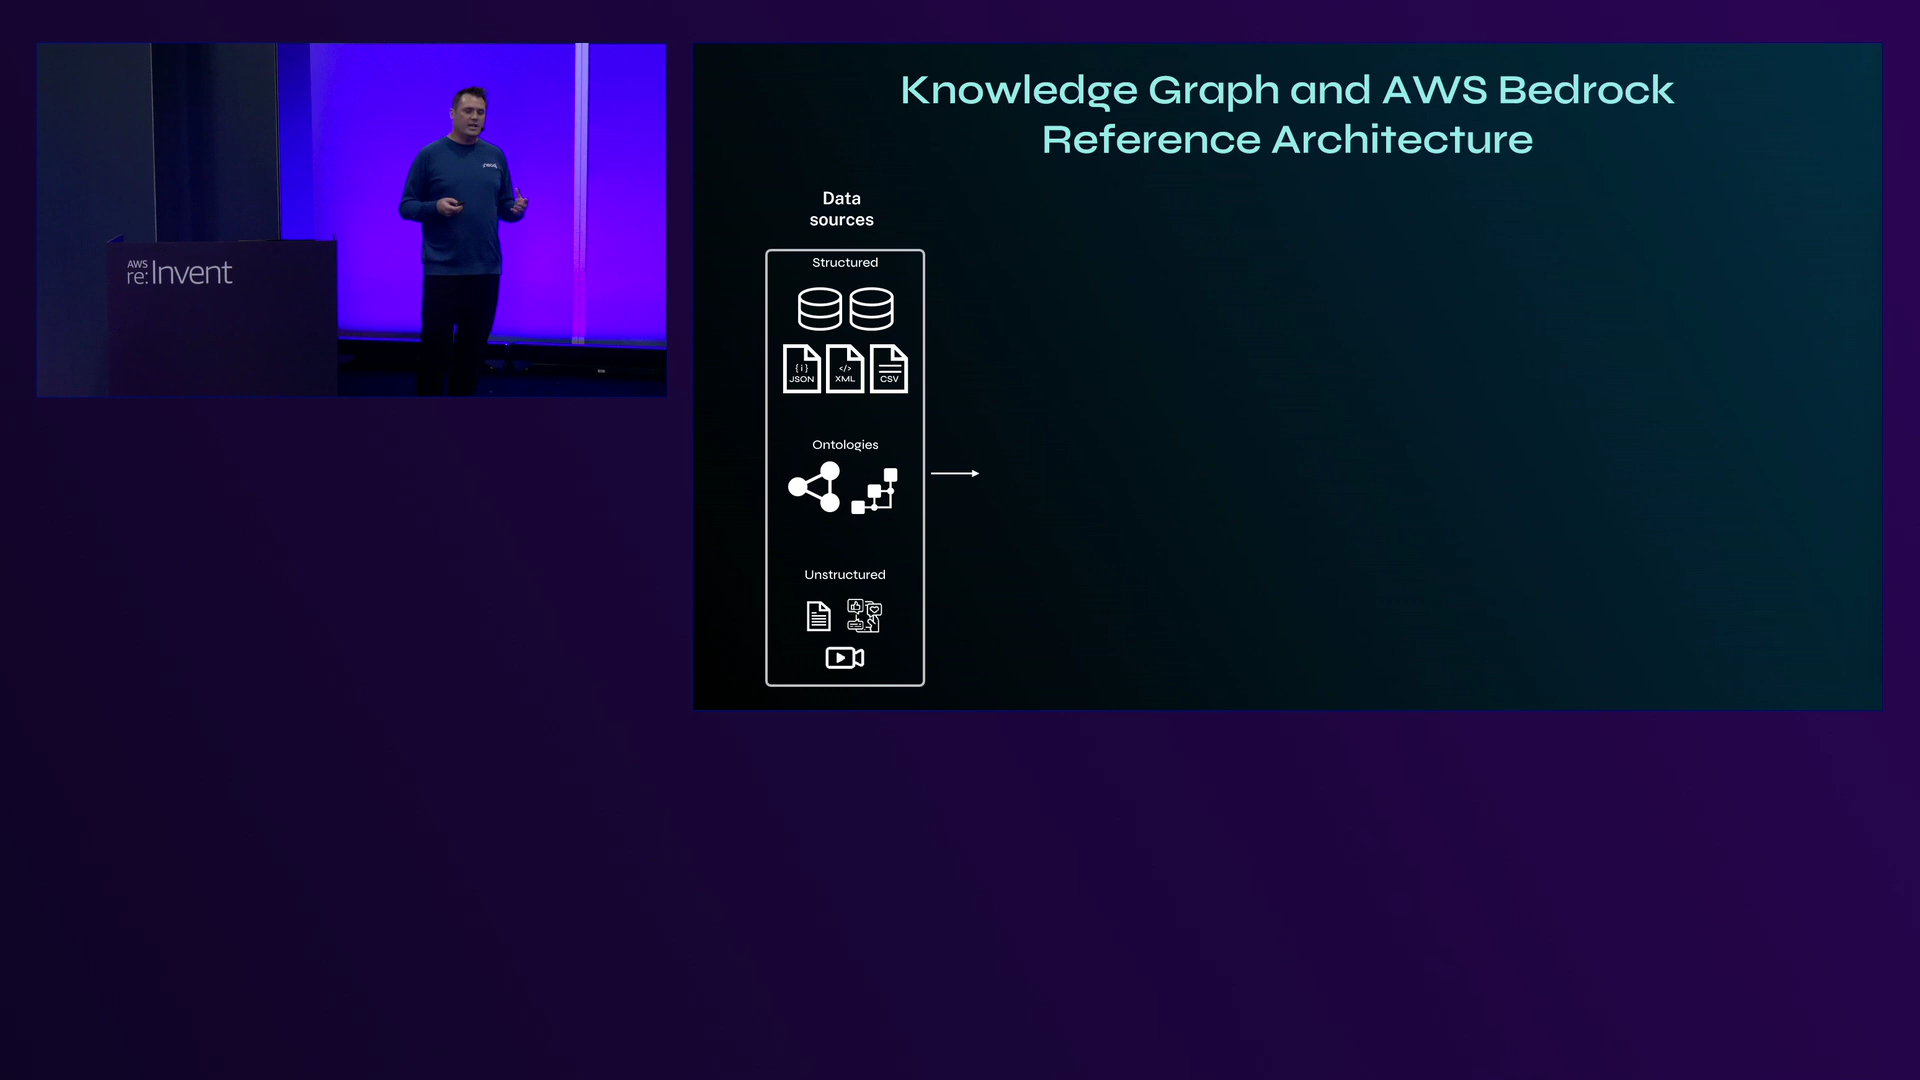 AWS
re:Invent
Knowledge Graph and AWS Bedrock
Reference Architecture
Data
sources
Structured
{i}
JSON
</>
XML
CSV
Ontologies
Unstructured